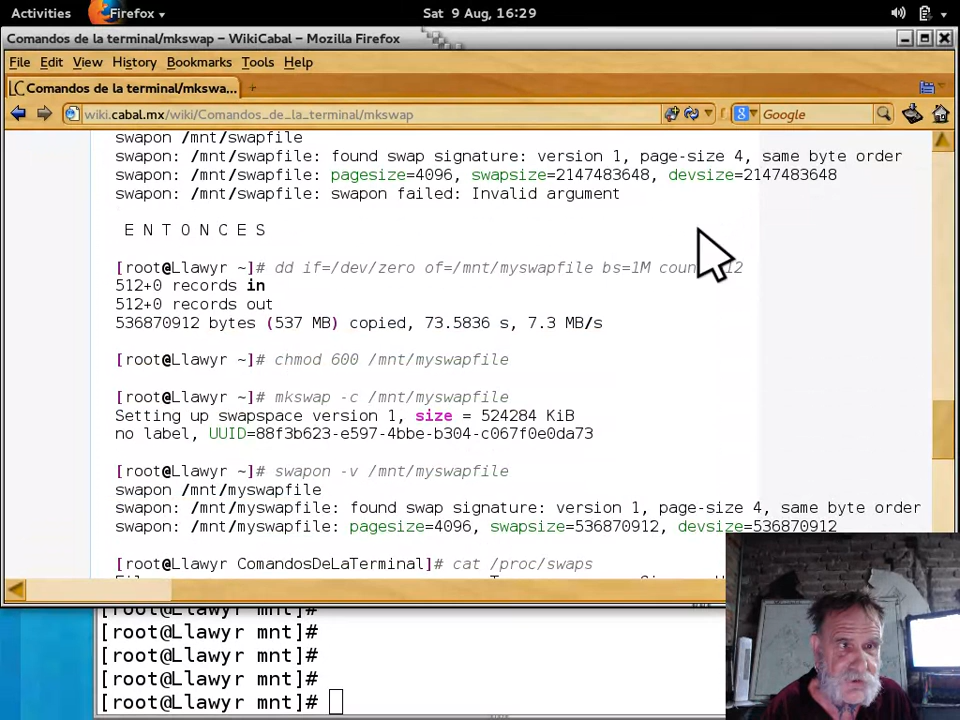 Activities Firefox Sat 9 Aug, 16:29
Comandos de la terminal/mkswap – WikiCabal – Mozilla Firefox
File Edit View History Bookmarks Tools Help
Comandos de la terminal/mkswa...
wiki.cabal.mx/wiki/Comandos_de_la_terminal/mkswap Google
swapon /mnt/swapfile
swapon: /mnt/swapfile: found swap signature: version 1, page-size 4, same byte order
swapon: /mnt/swapfile: pagesize=4096, swapsize=2147483648, devsize=2147483648
swapon: /mnt/swapfile: swapon failed: Invalid argument
E N T O N C E S
[root@Llawyr ~]# dd if=/dev/zero of=/mnt/myswapfile bs=1M
512+0 records in
512+0 records out
536870912 bytes (537 MB) copied, 73.5836 s, 7.3 MB/s
[root@Llawyr ~]# chmod 600 /mnt/myswapfile
[root@Llawyr ~]# mkswap -c /mnt/myswapfile
Setting up swapspace version 1, size = 524284 KiB
no label, UUID=88f3b623-e597-4bbe-b304-c067f0e0da73
[root@Llawyr ~]# swapon -v /mnt/myswapfile
swapon /mnt/myswapfile
swapon: /mnt/myswapfile: found swap signature: version 1, page-size 4, same byte order
swapon: /mnt/myswapfile: pagesize=4096, swapsize=536870912, devsize=536870912
[root@Llawyr ComandosDeLaTerminal]# cat /proc/swaps
[root@Llawyr mnt]#
[root@Llawyr mnt]#
[root@Llawyr mnt]#
[root@Llawyr mnt]#
[root@Llawyr mnt]#